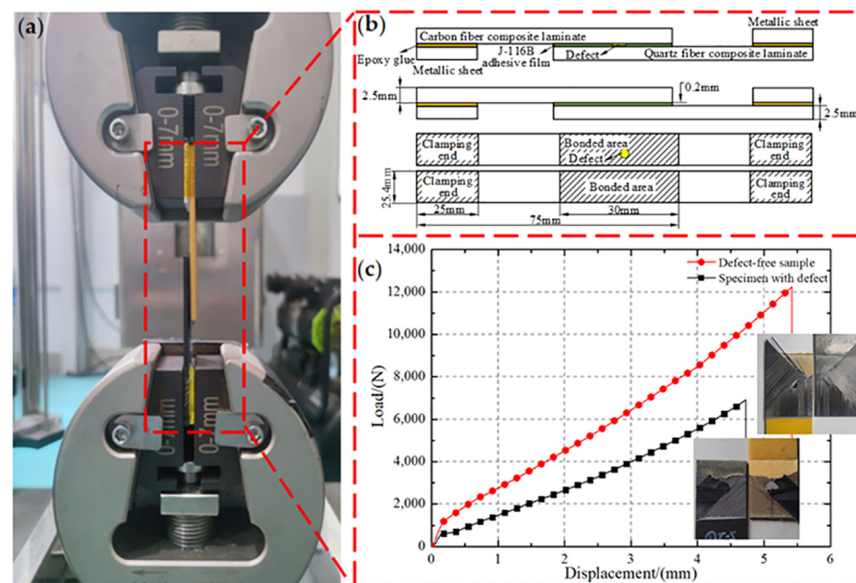 (a)
0-7mm
0-7mm
0-7mm
(b)
Carbon fiber composite laminate
Metallic sheet
Epoxy glue
J-116B
adhesive film
Defect
Quartz fiber composite laminate
Metallic sheet
2.5mm
0.2mm
2.5mm
Clamping
end
Bonded area
Defect
Clamping
end
25.4mm
Clamping
end
Bonded area
Clamping
end
25mm
30mm
75mm
(c)
14,000
12,000
10,000
8,000
6,000
4,000
2,000
0
Load/(N)
Defect-free sample
Specimen with defect
0
1
2
3
4
5
6
Displacement/(mm)